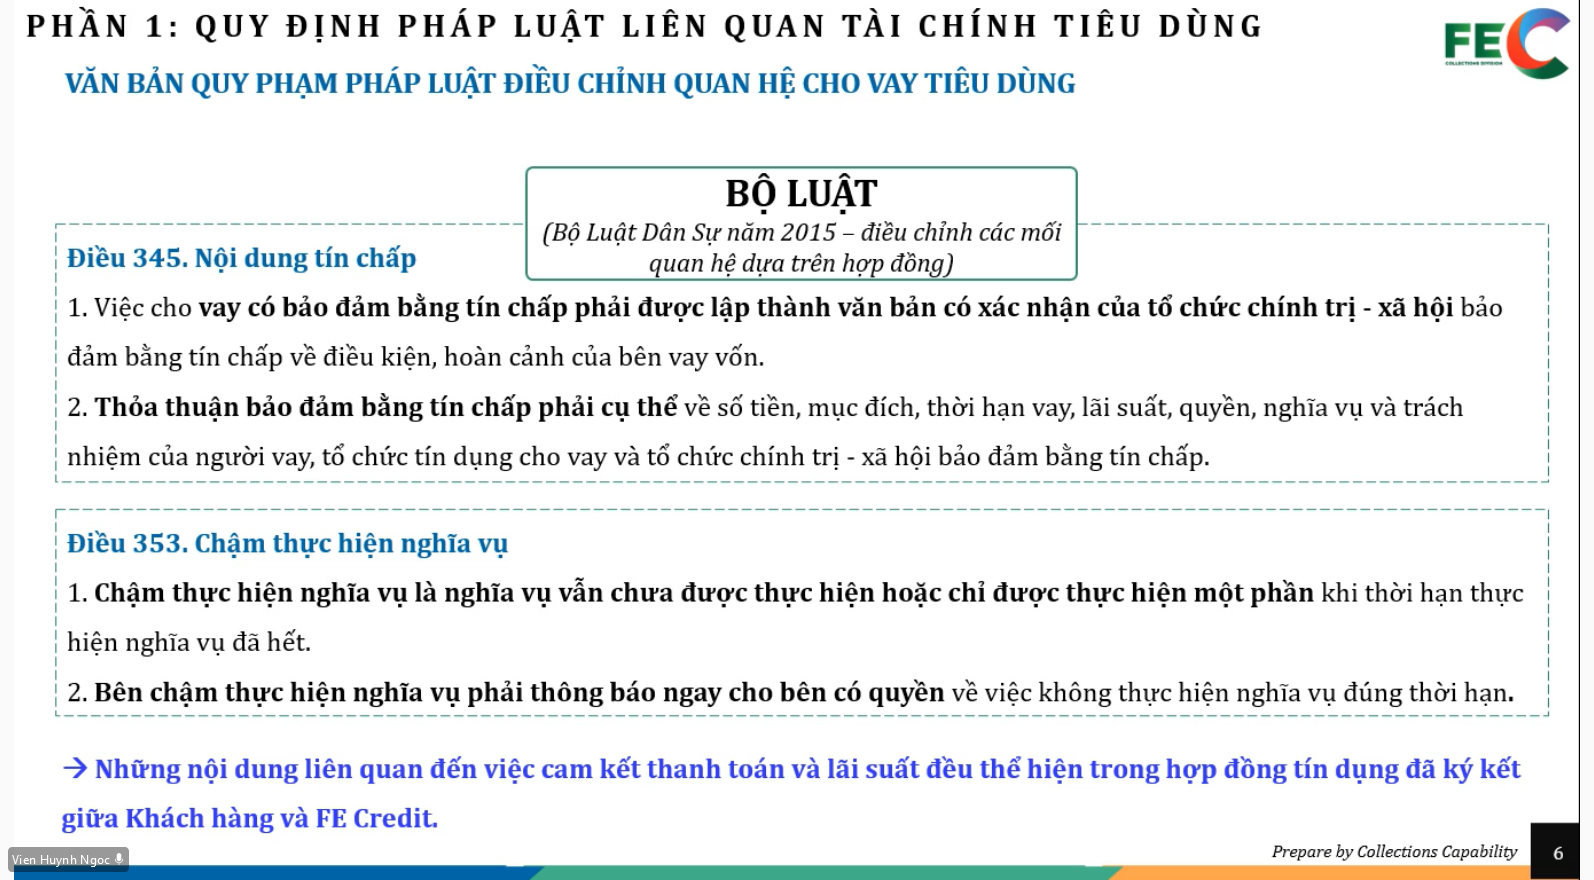 PHẦN 1: QUY ĐỊNH PHÁP LUẬT LIÊN QUAN TÀI CHÍNH TIÊU DÙNG
FEC
COLLECTIONS DIVISION
VĂN BẢN QUY PHẠM PHÁP LUẬT ĐIỀU CHỈNH QUAN HỆ CHO VAY TIÊU DÙNG
BỘ LUẬT
(Bộ Luật Dân Sự năm 2015 – điều chỉnh các mối
quan hệ dựa trên hợp đồng)
Điều 345. Nội dung tín chấp
1. Việc cho vay có bảo đảm bằng tín chấp phải được lập thành văn bản có xác nhận của tổ chức chính trị - xã hội bảo
đảm bằng tín chấp về điều kiện, hoàn cảnh của bên vay vốn.
2. Thỏa thuận bảo đảm bằng tín chấp phải cụ thể về số tiền, mục đích, thời hạn vay, lãi suất, quyền, nghĩa vụ và trách
nhiệm của người vay, tổ chức tín dụng cho vay và tổ chức chính trị - xã hội bảo đảm bằng tín chấp.
Điều 353. Chậm thực hiện nghĩa vụ
1. Chậm thực hiện nghĩa vụ là nghĩa vụ vẫn chưa được thực hiện hoặc chỉ được thực hiện một phần khi thời hạn thực
hiện nghĩa vụ đã hết.
2. Bên chậm thực hiện nghĩa vụ phải thông báo ngay cho bên có quyền về việc không thực hiện nghĩa vụ đúng thời hạn.
→ Những nội dung liên quan đến việc cam kết thanh toán và lãi suất đều thể hiện trong hợp đồng tín dụng đã ký kết
giữa Khách hàng và FE Credit.
Vien Huynh Ngoc
Prepare by Collections Capability
6